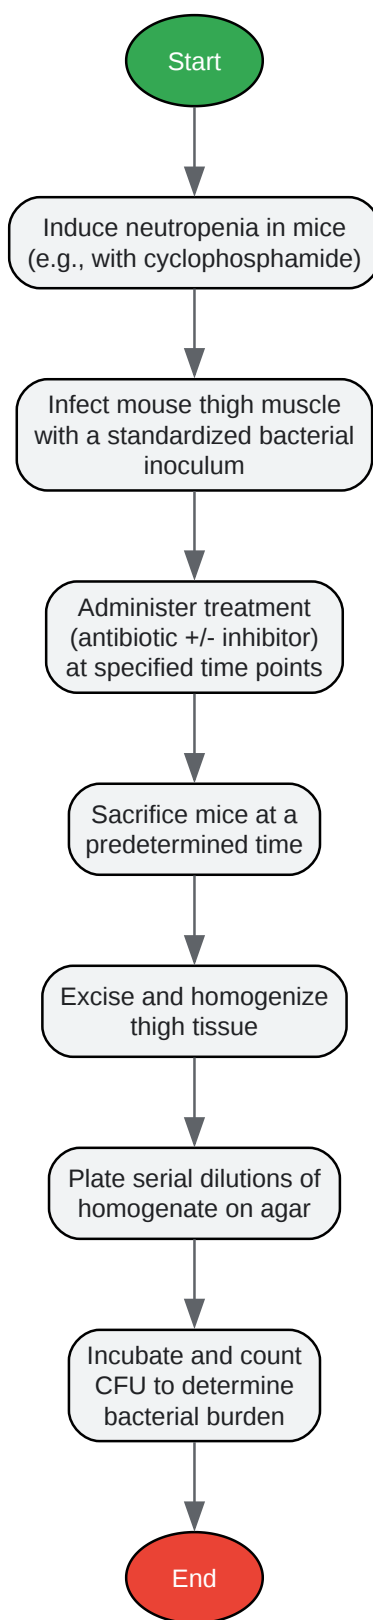 Start
Induce neutropenia in mice
(e.g., with cyclophosphamide)
Infect mouse thigh muscle
with a standardized bacterial
inoculum
Administer treatment
(antibiotic +/- inhibitor)
at specified time points
Sacrifice mice at a
predetermined time
Excise and homogenize
thigh tissue
Plate serial dilutions of
homogenate on agar
Incubate and count
CFU to determine
bacterial burden
End